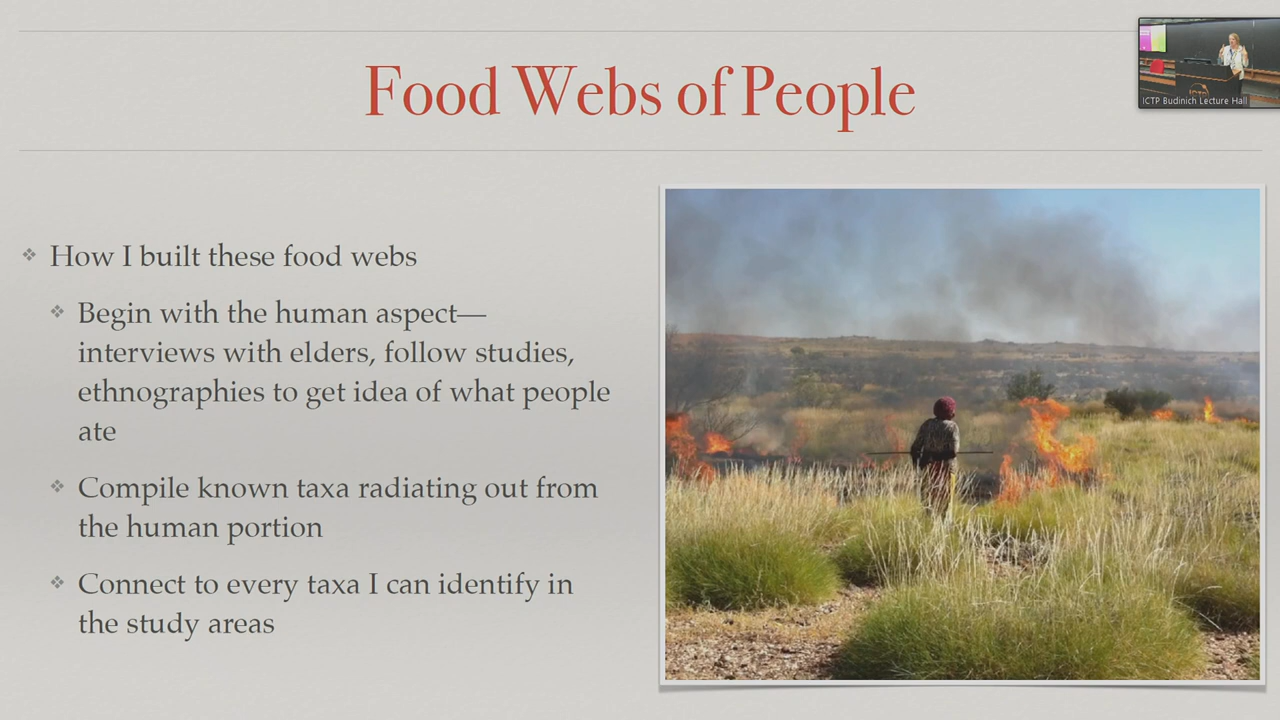 Food Webs of People
ICTP Budinich Lecture Hall
How I built these food webs
Begin with the human aspect—
interviews with elders, follow studies,
ethnographies to get idea of what people
ate
Compile known taxa radiating out from
the human portion
Connect to every taxa I can identify in
the study areas